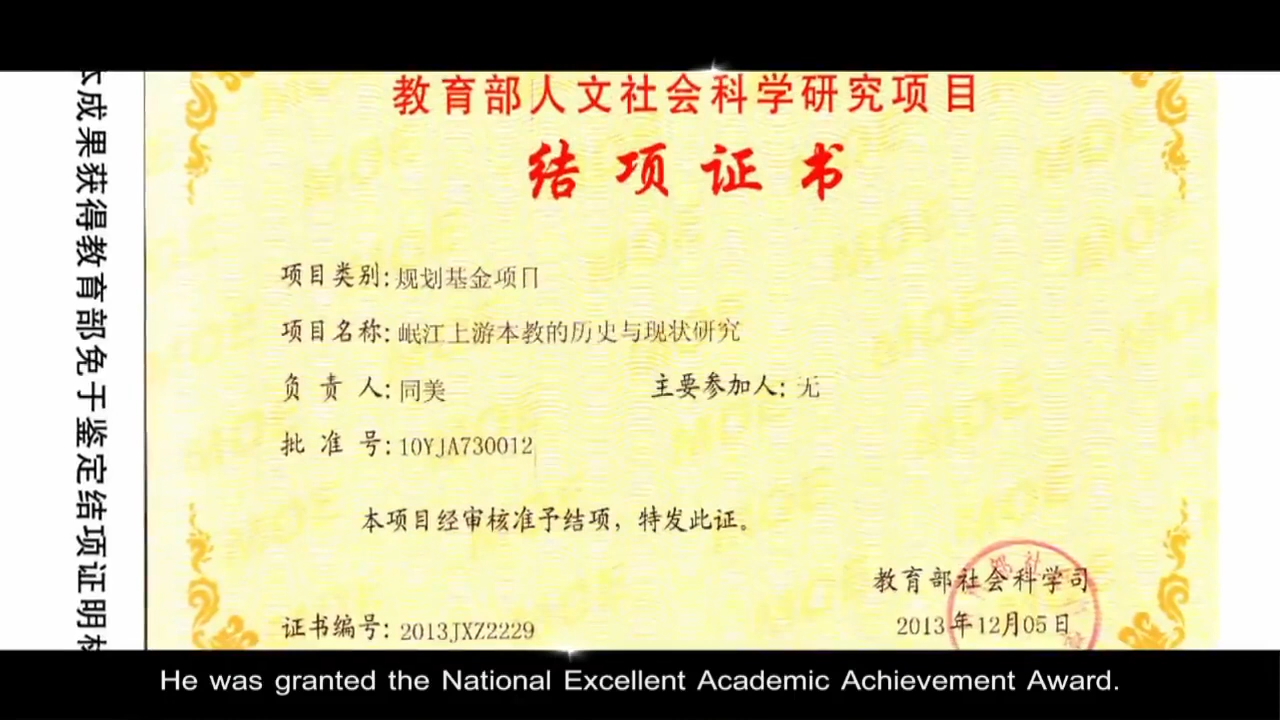 本成果获得教育部免于鉴定结项证明材
教育部人文社会科学研究项目
结项证书
项目类别: 规划基金项目
项目名称: 岷江上游本教的历史与现状研究
负 责 人: 同美 主要参加人: 无
批 准 号: 10YJA730012
本项目经审核准予结项，特发此证。
教育部社会科学司
2013年12月05日
证书编号: 2013JXZ2229
MOE
He was granted the National Excellent Academic Achievement Award.